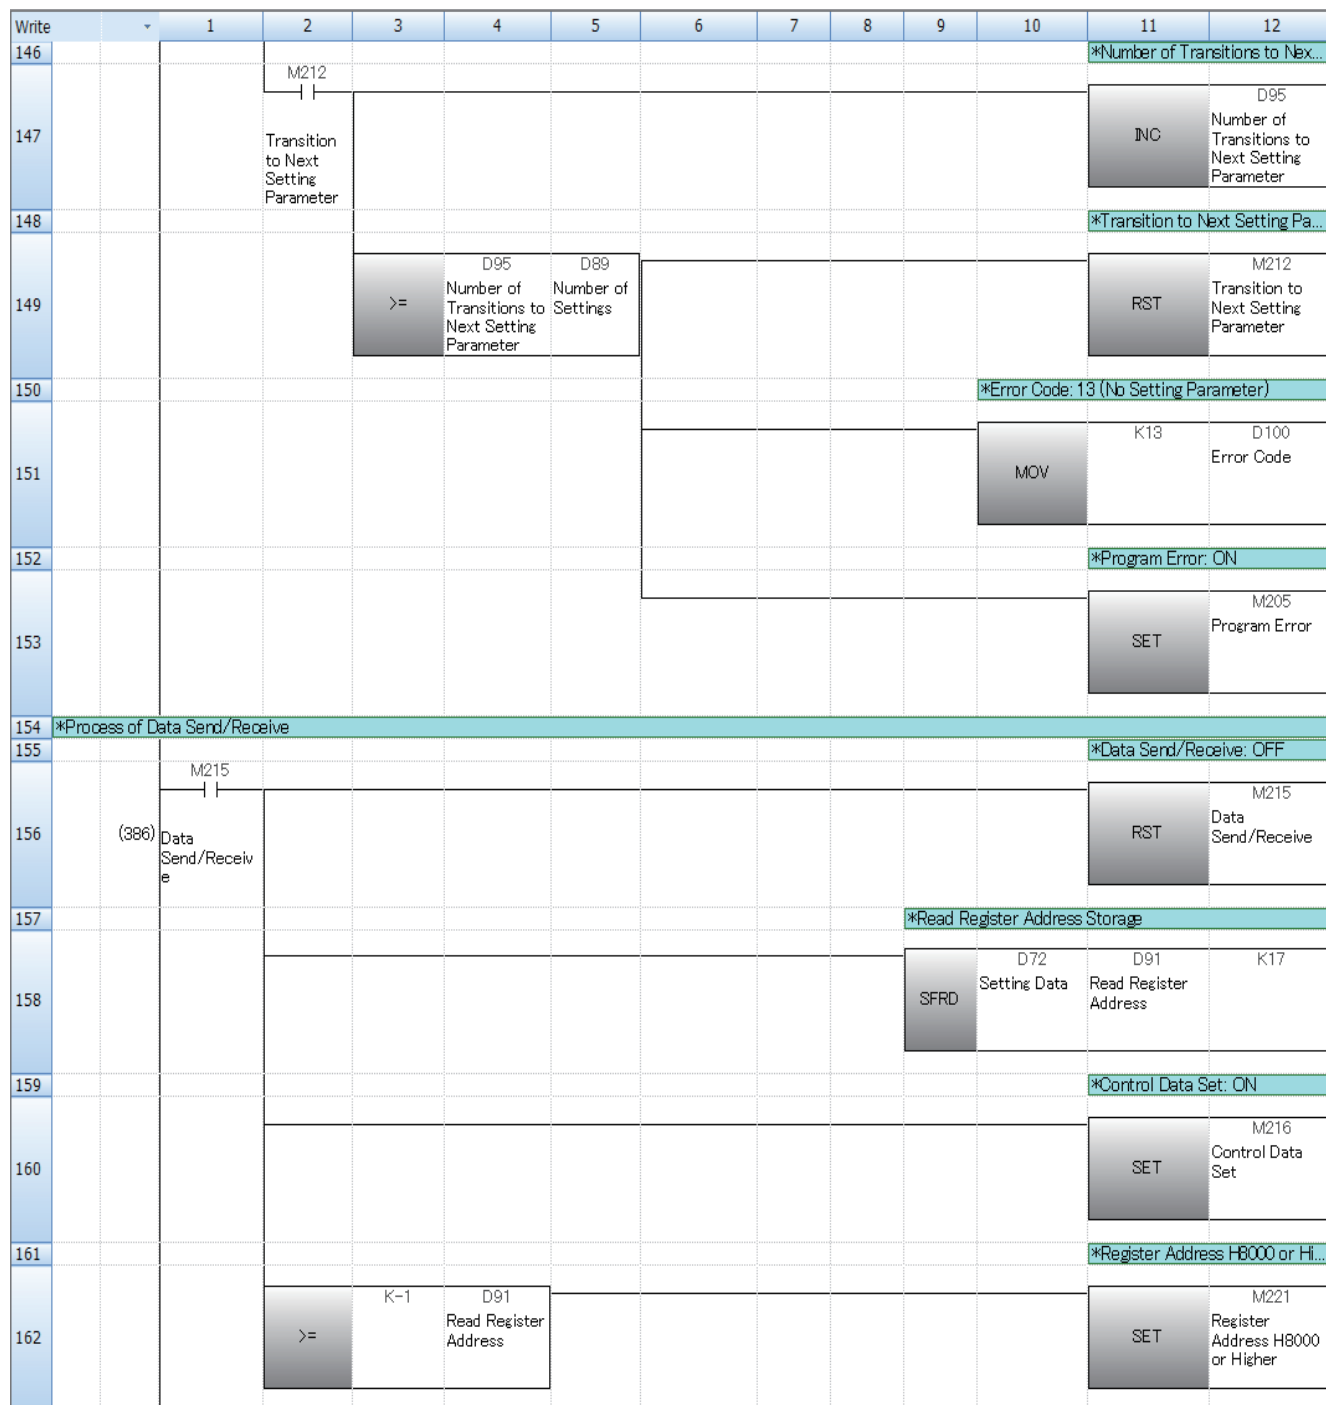 Write 1 2 3 4 5 6 7 8 9 10 11 12
146 *Number of Transitions to Nex...
M212
D95
147
Transition
to Next
Setting
Parameter
INC
Number of
Transitions to
Next Setting
Parameter
148 *Transition to Next Setting Pa...
D95 D89 M212
149
>=
Number of
Transitions to
Next Setting
Parameter
Number of
Settings
RST
Transition to
Next Setting
Parameter
150 *Error Code: 13 (No Setting Parameter)
K13 D100
151
MOV
Error Code
152 *Program Error: ON
M205
153
SET
Program Error
154 *Process of Data Send/Receive
155 *Data Send/Receive: OFF
M215
M215
156 (386)
Data
Send/Receiv
e
RST
Data
Send/Receive
157 *Read Register Address Storage
D72 D91 K17
158
SFRD
Setting Data
Read Register
Address
159 *Control Data Set: ON
M216
160
SET
Control Data
Set
161 *Register Address H8000 or Hi...
K-1 D91 M221
162
>=
Read Register
Address
SET
Register
Address H8000
or Higher